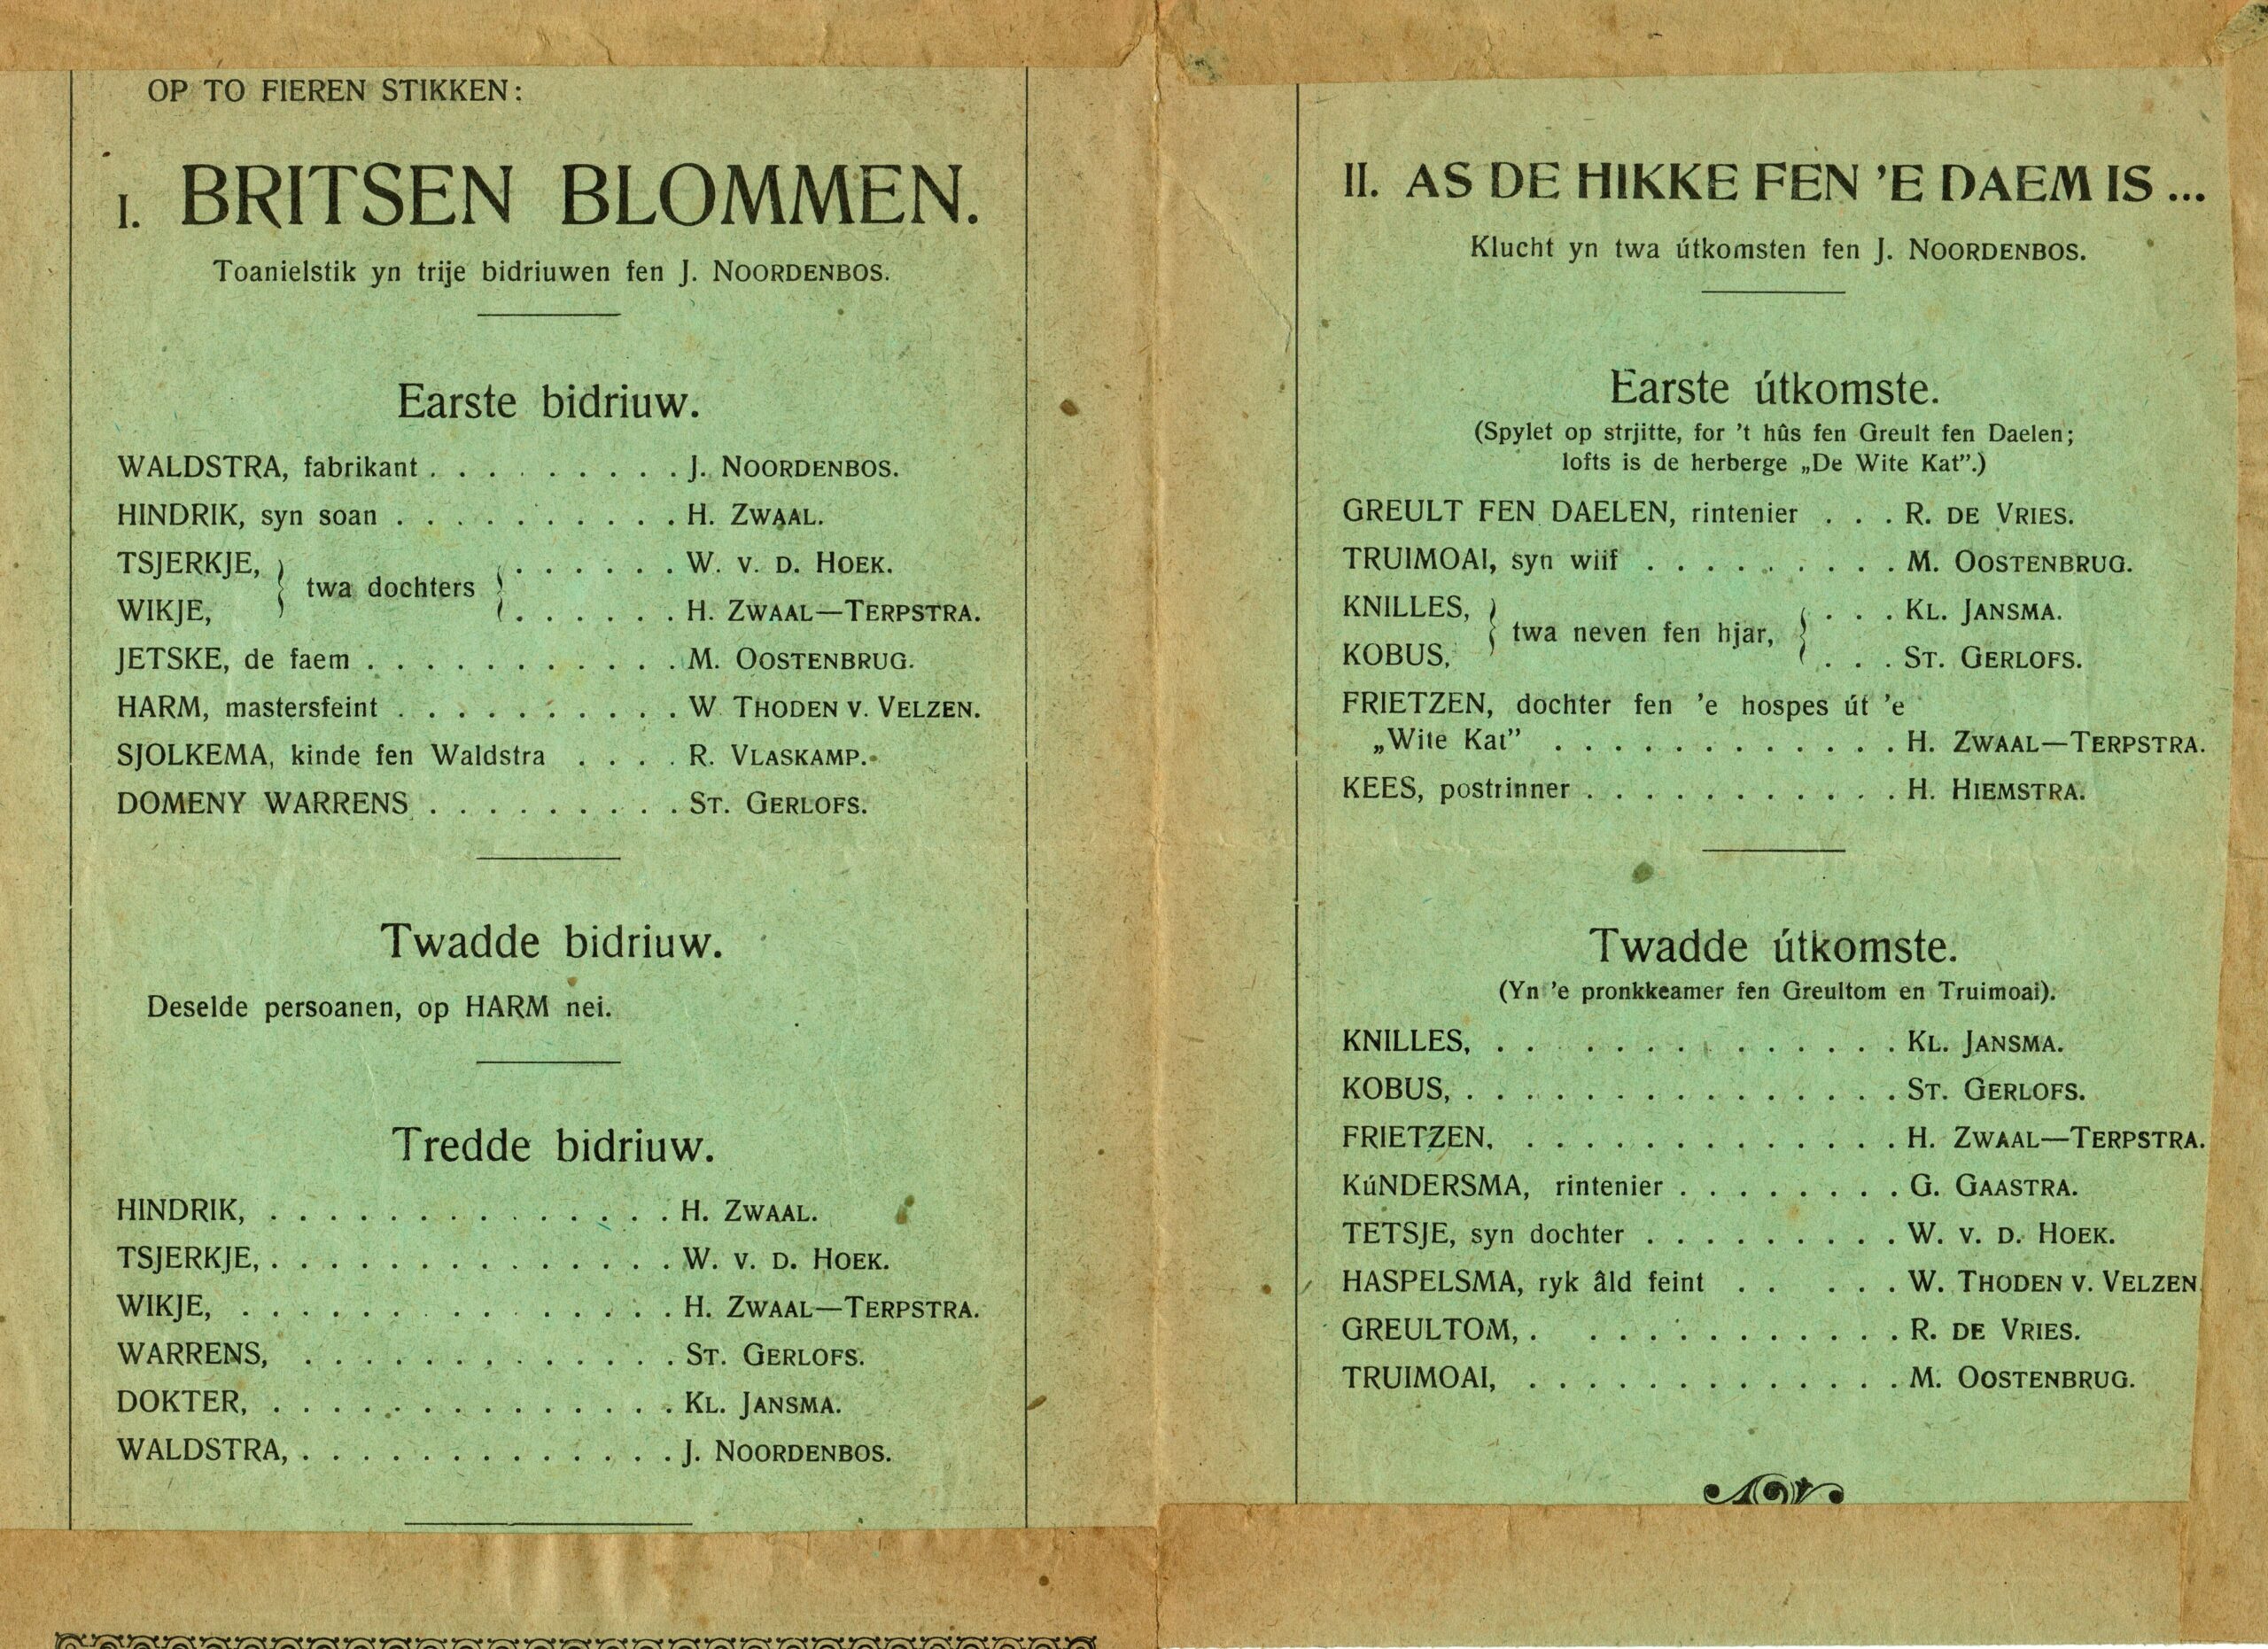 OP TO FIEREN STIKKEN:
I. BRITSEN BLOMMEN.
Toanielstik yn trije bidriuwen fen J. NOORDENBOS.
Earste bidriuw.
WALDSTRA, fabrikant . . . . . . . . . J. NOORDENBOS.
HINDRIK, syn soan . . . . . . . . . . H. ZWAAL.
TSJERKJE, } twa dochters { . . . . . . W. V. D. HOEK.
WIKJE, . . . . . . H. ZWAAL—TERPSTRA.
JETSKE, de faem . . . . . . . . . . . M. OOSTENBRUG.
HARM, mastersfeint . . . . . . . . . . W. THODEN V. VELZEN.
SJOLKEMA, kinde fen Waldstra . . . . R. VLASKAMP.
DOMENY WARRENS . . . . . . . . . ST. GERLOFS.
Twadde bidriuw.
Deselde persoanen, op HARM nei.
Tredde bidriuw.
HINDRIK, . . . . . . . . . . . . . . H. ZWAAL.
TSJERKJE, . . . . . . . . . . . . . . W. V. D. HOEK.
WIKJE, . . . . . . . . . . . . . . . H. ZWAAL—TERPSTRA.
WARRENS, . . . . . . . . . . . . . ST. GERLOFS.
DOKTER, . . . . . . . . . . . . . . KL. JANSMA.
WALDSTRA, . . . . . . . . . . . . . J. NOORDENBOS.
II. AS DE HIKKE FEN 'E DAEM IS ...
Klucht yn twa útkomsten fen J. NOORDENBOS.
Earste útkomste.
(Spylet op strjitte, for 't hûs fen Greult fen Daelen;
lofts is de herberge „De Wite Kat”.)
GREULT FEN DAELEN, rintenier . . . R. DE VRIES.
TRUIMOAI, syn wiif . . . . . . . . . M. OOSTENBRUG.
KNILLES, } twa neven fen hjar, { . . . KL. JANSMA.
KOBUS, . . . ST. GERLOFS.
FRIETZEN, dochter fen 'e hospes út 'e
„Wite Kat” . . . . . . . . . . . . H. ZWAAL—TERPSTRA.
KEES, postrinner . . . . . . . . . . . H. HIEMSTRA.
Twadde útkomste.
(Yn 'e pronkkeamer fen Greultom en Truimoai).
KNILLES, . . . . . . . . . . . . . KL. JANSMA.
KOBUS, . . . . . . . . . . . . . . . ST. GERLOFS.
FRIETZEN, . . . . . . . . . . . . . H. ZWAAL—TERPSTRA.
KúNDERSMA, rintenier . . . . . . . . G. GAASTRA.
TETSJE, syn dochter . . . . . . . . . W. V. D. HOEK.
HASPELSMA, ryk âld feint . . . . . W. THODEN V. VELZEN.
GREULTOM, . . . . . . . . . . . . R. DE VRIES.
TRUIMOAI, . . . . . . . . . . . . . M. OOSTENBRUG.